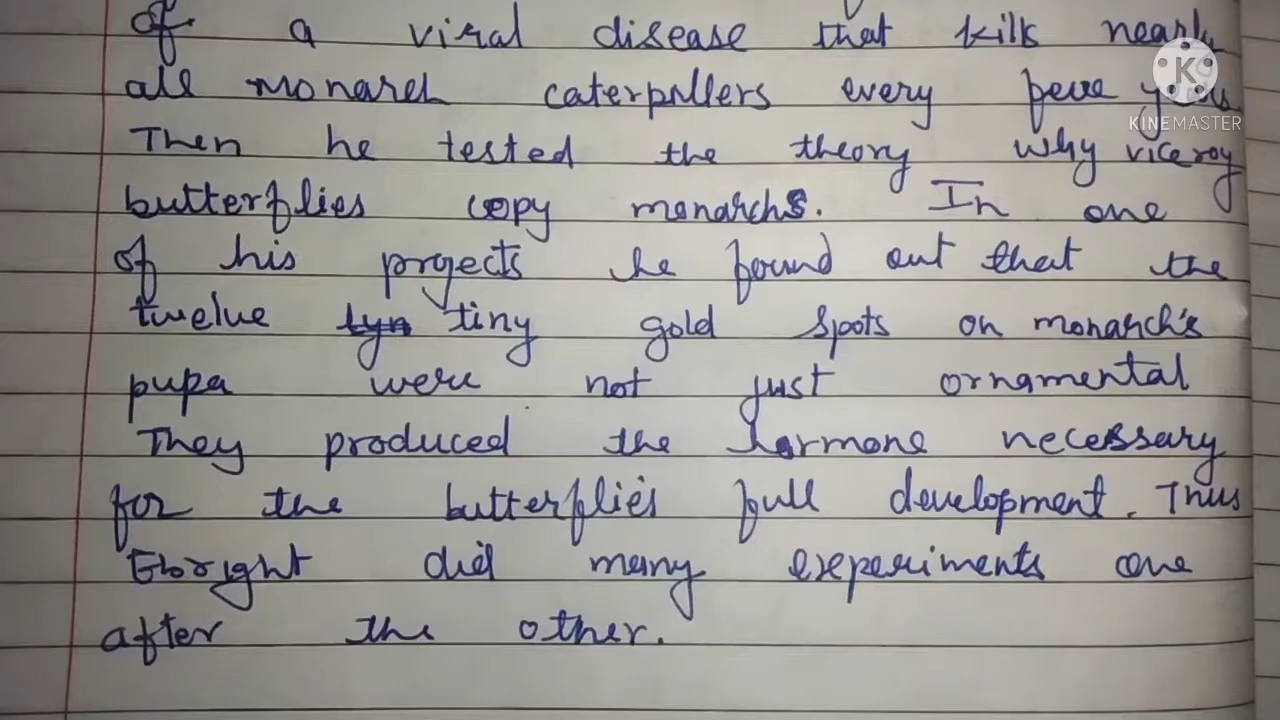 of a viral disease that kills nearly
all monarch caterpillers every few years
Then he tested the theory why viceroy
butterflies copy monarchs. In one
of his projects he found out that the
twelve tiny gold spots on monarch's
pupa were not just ornamental
They produced the hormone necessary
for the butterflies full development. Thus
Ebright did many experiments one
after the other.
K
KINEMASTER